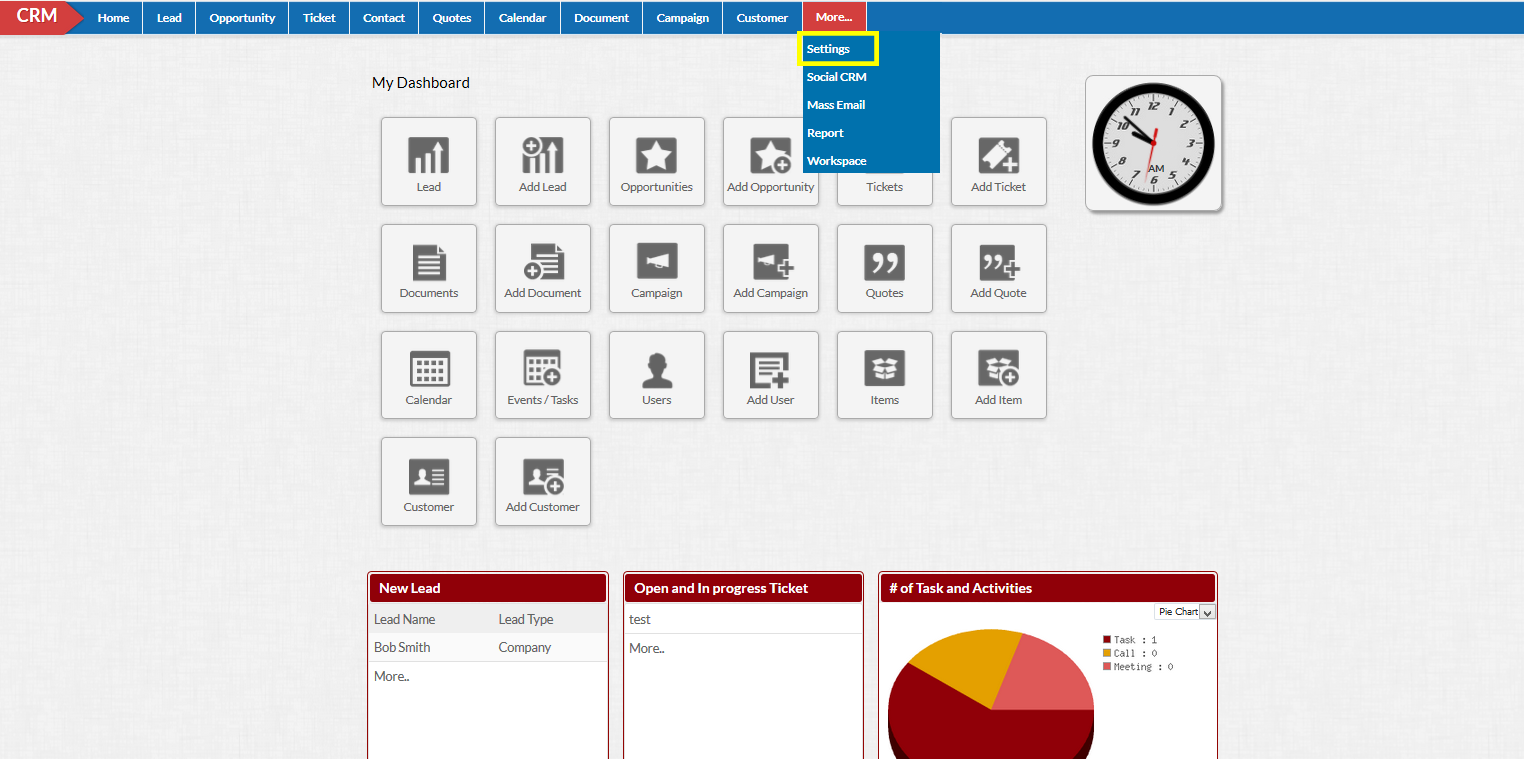 CRM Home Lead Opportunity Ticket Contact Quotes Calendar Document Campaign Customer More...
Settings
Social CRM
Mass Email
Report
Workspace
My Dashboard
12
1
2
3
4
5
6
7
8
9
10
11
AM
Lead Add Lead Opportunities Add Opportunity Tickets Add Ticket
Documents Add Document Campaign Add Campaign Quotes Add Quote
Calendar Events / Tasks Users Add User Items Add Item
Customer Add Customer
New Lead
Lead Name Lead Type
Bob Smith Company
More..
Open and In progress Ticket
test
More..
# of Task and Activities
Pie Chart
Task : 1
Call : 0
Meeting : 0